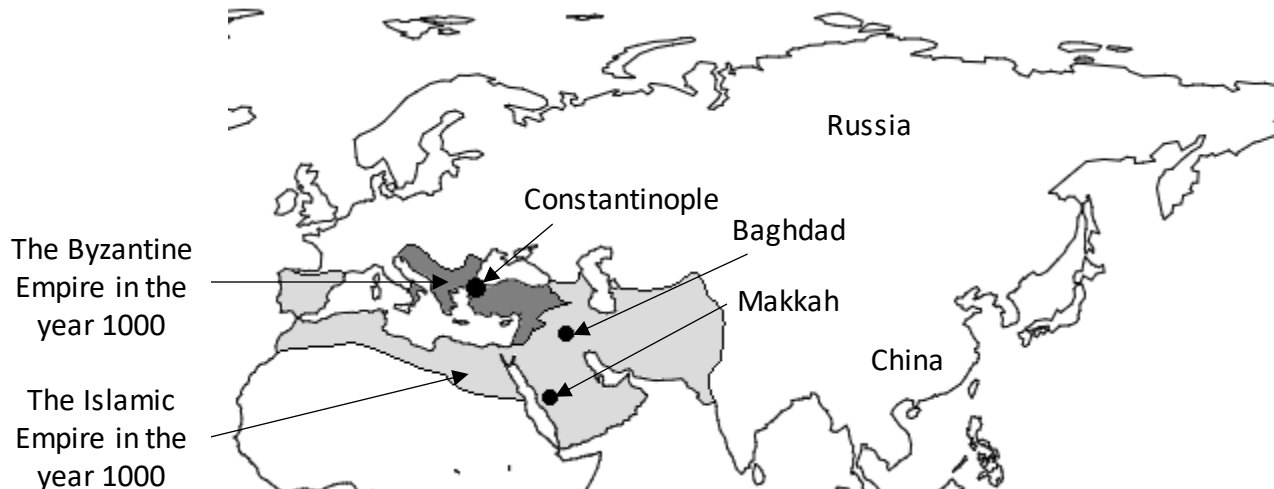 Russia
Constantinople
Baghdad
The Byzantine
Empire in the
year 1000
Makkah
China
The Islamic
Empire in the
year 1000